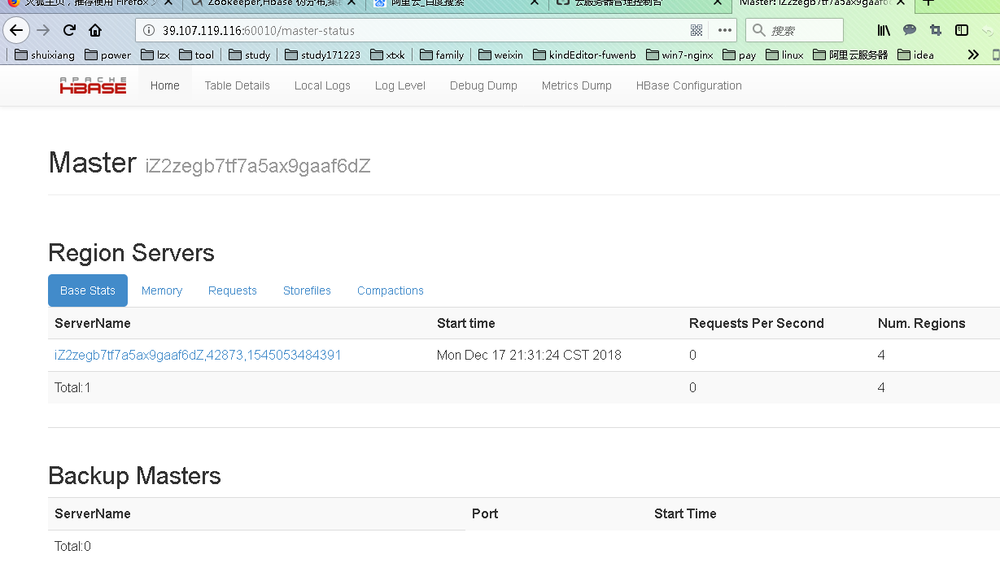 火狐主页，推荐使用 Firefox
Zookeeper,Hbase 伪分布,集
阿里云_百度搜索
云服务器管理控制台
Master: iZ2zegb7tf7a5ax9gaaf6d
39.107.119.116:60010/master-status
搜索
shuixiang power lzx tool study study171223 xtxk family weixin kindEditor-fuwenb win7-nginx pay linux 阿里云服务器 idea
APACHE
HBASE
Home Table Details Local Logs Log Level Debug Dump Metrics Dump HBase Configuration
Master iZ2zegb7tf7a5ax9gaaf6dZ
Region Servers
Base Stats Memory Requests Storefiles Compactions
ServerName Start time Requests Per Second Num. Regions
iZ2zegb7tf7a5ax9gaaf6dZ,42873,1545053484391 Mon Dec 17 21:31:24 CST 2018 0 4
Total:1 0 4
Backup Masters
ServerName Port Start Time
Total:0